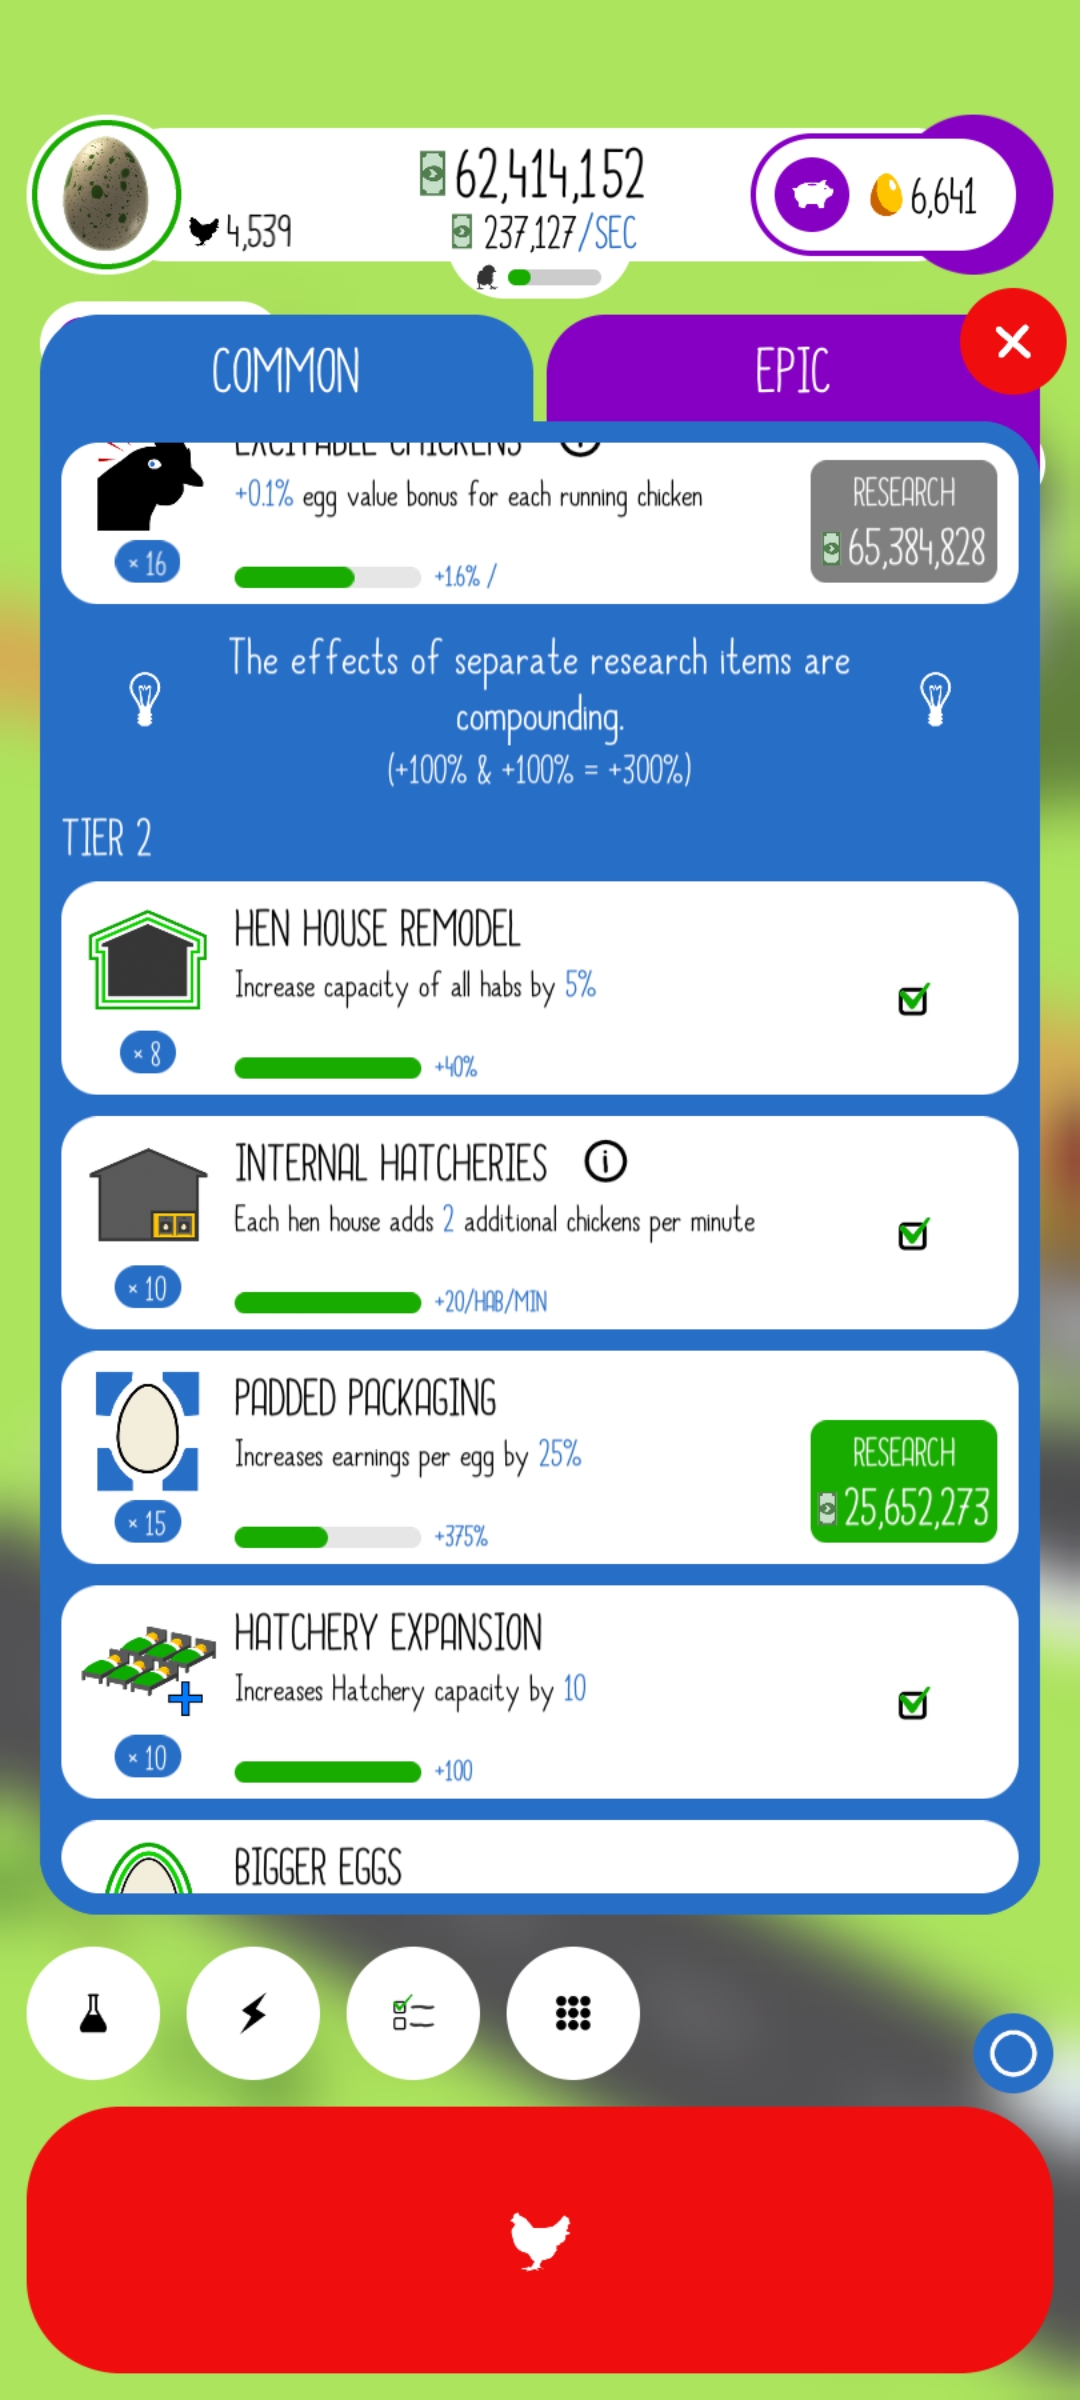 62,414,152
4,539
237,127/SEC
6,641
COMMON
EPIC
EXCITABLE CHICKENS
+0.1% egg value bonus for each running chicken
RESEARCH
65,384,828
× 16
+1.6% /
The effects of separate research items are
compounding.
(+100% & +100% = +300%)
TIER 2
HEN HOUSE REMODEL
Increase capacity of all habs by 5%
× 8
+40%
INTERNAL HATCHERIES
Each hen house adds 2 additional chickens per minute
× 10
+20/HAB/MIN
PADDED PACKAGING
Increases earnings per egg by 25%
RESEARCH
25,652,273
× 15
+375%
HATCHERY EXPANSION
Increases Hatchery capacity by 10
× 10
+100
BIGGER EGGS